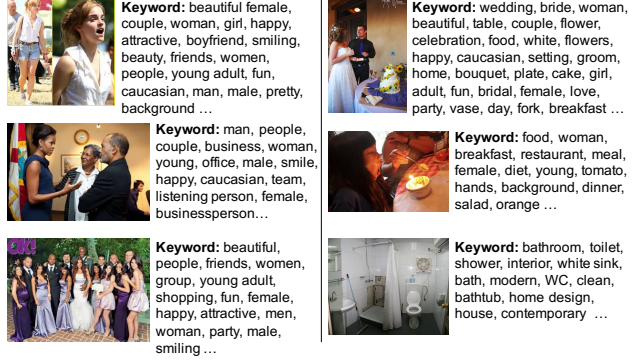 Keyword: beautiful female,
couple, woman, girl, happy,
attractive, boyfriend, smiling,
beauty, friends, women,
people, young adult, fun,
caucasian, man, male, pretty,
background ...
Keyword: man, people,
couple, business, woman,
young, office, male, smile,
happy, caucasian, team,
listening person, female,
businessperson...
OK!
Keyword: beautiful,
people, friends, women,
group, young adult,
shopping, fun, female,
happy, attractive, men,
woman, party, male,
smiling ...
Keyword: wedding, bride, woman,
beautiful, table, couple, flower,
celebration, food, white, flowers,
happy, caucasian, setting, groom,
home, bouquet, plate, cake, girl,
adult, fun, bridal, female, love,
party, vase, day, fork, breakfast ...
Keyword: food, woman,
breakfast, restaurant, meal,
female, diet, young, tomato,
hands, background, dinner,
salad, orange ...
Keyword: bathroom, toilet,
shower, interior, white sink,
bath, modern, WC, clean,
bathtub, home design,
house, contemporary ...